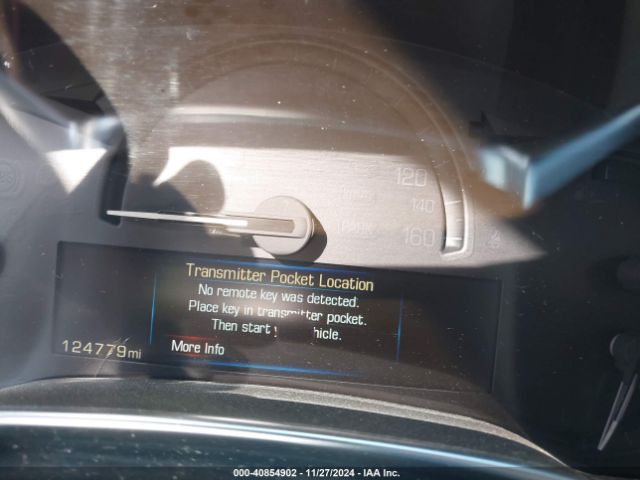 120
140
160
Transmitter Pocket Location
No remote key was detected.
Place key in transmitter pocket.
Then start vehicle.
124779mi
More Info
000-40854902 - 11/27/2024 - IAA Inc.